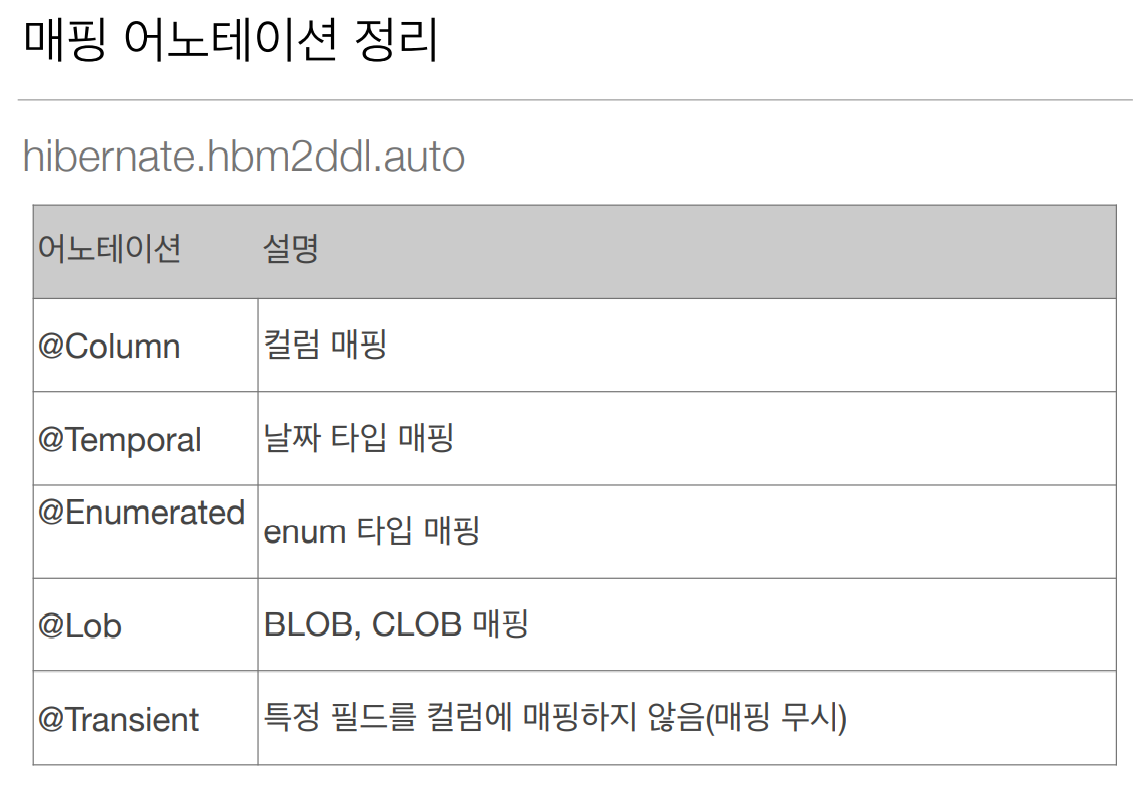 매핑 어노테이션 정리
hibernate.hbm2ddl.auto
어노테이션 설명
@Column 컬럼 매핑
@Temporal 날짜 타입 매핑
@Enumerated enum 타입 매핑
@Lob BLOB, CLOB 매핑
@Transient 특정 필드를 컬럼에 매핑하지 않음(매핑 무시)